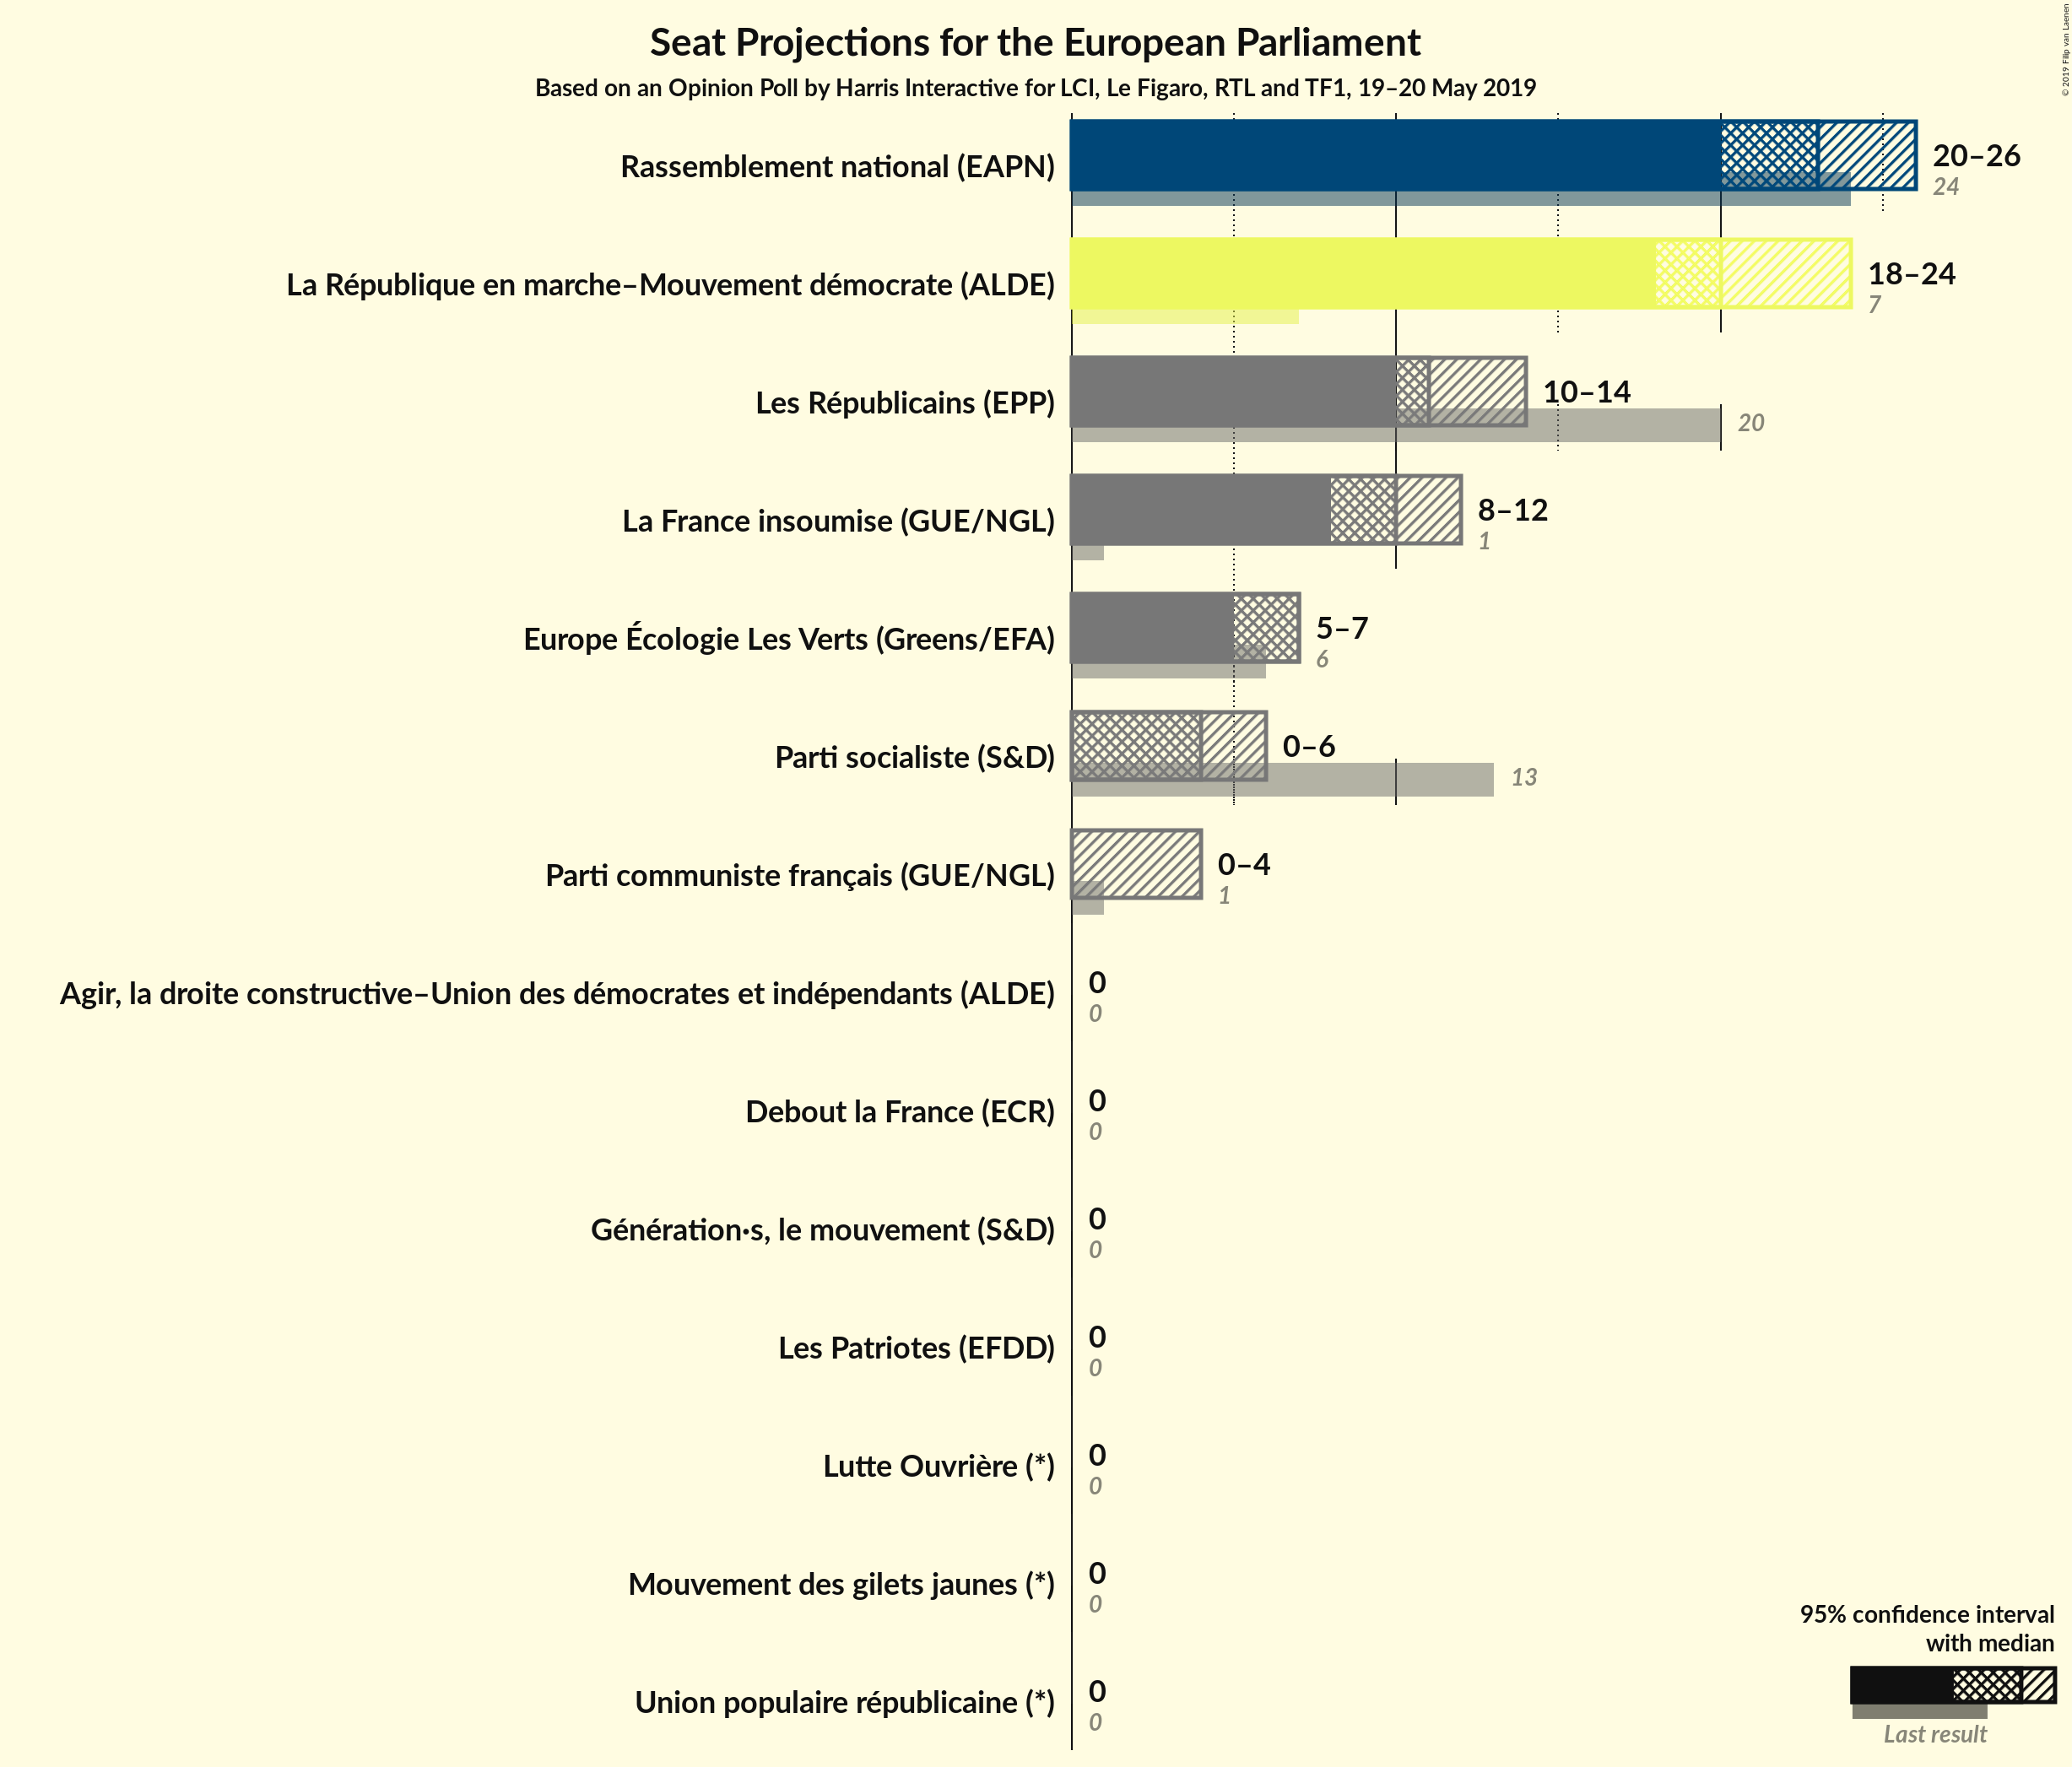 Seat Projections for the European Parliament
Based on an Opinion Poll by Harris Interactive for LCI, Le Figaro, RTL and TF1, 19–20 May 2019
© 2019 Filip van Laenen
Rassemblement national (EAPN)
20–26
24
La République en marche–Mouvement démocrate (ALDE)
18–24
7
Les Républicains (EPP)
10–14
20
La France insoumise (GUE/NGL)
8–12
1
Europe Écologie Les Verts (Greens/EFA)
5–7
6
Parti socialiste (S&D)
0–6
13
Parti communiste français (GUE/NGL)
0–4
1
Agir, la droite constructive–Union des démocrates et indépendants (ALDE)
0
0
Debout la France (ECR)
0
0
Génération·s, le mouvement (S&D)
0
0
Les Patriotes (EFDD)
0
0
Lutte Ouvrière (*)
0
0
Mouvement des gilets jaunes (*)
0
0
Union populaire républicaine (*)
0
0
95% confidence interval
with median
Last result